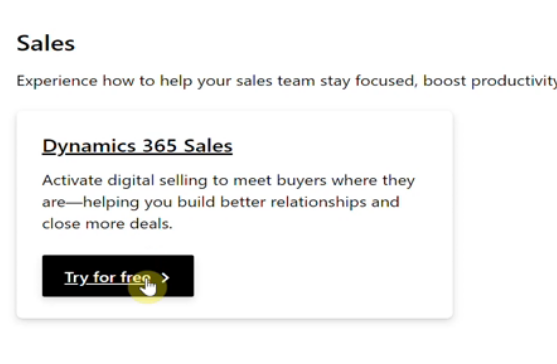 Sales
Experience how to help your sales team stay focused, boost productivity
Dynamics 365 Sales
Activate digital selling to meet buyers where they
are—helping you build better relationships and
close more deals.
Try for free >